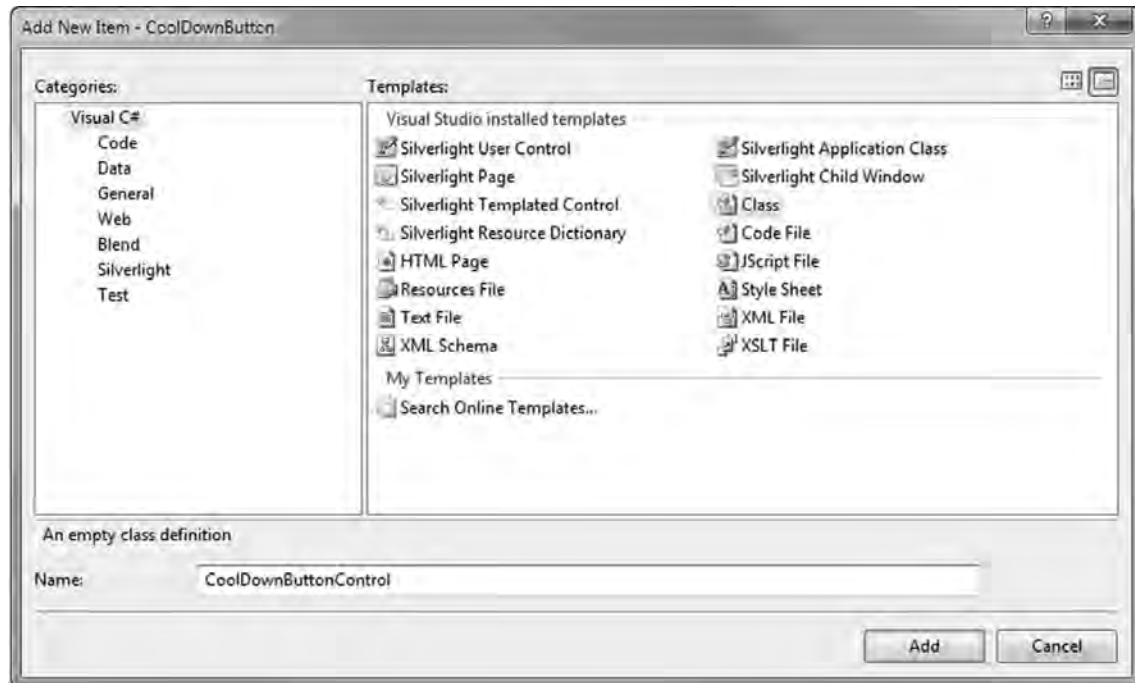 Add New Item - CoolDownButton
?
Categories:
Templates:
Visual C#
Code
Data
General
Web
Blend
Silverlight
Test
Visual Studio installed templates
Silverlight User Control
Silverlight Application Class
Silverlight Page
Silverlight Child Window
Silverlight Templated Control
Class
Silverlight Resource Dictionary
Code File
HTML Page
JScript File
Resources File
Style Sheet
Text File
XML File
XML Schema
XSLT File
My Templates
Search Online Templates...
An empty class definition
Name:
CoolDownButtonControl
Add
Cancel